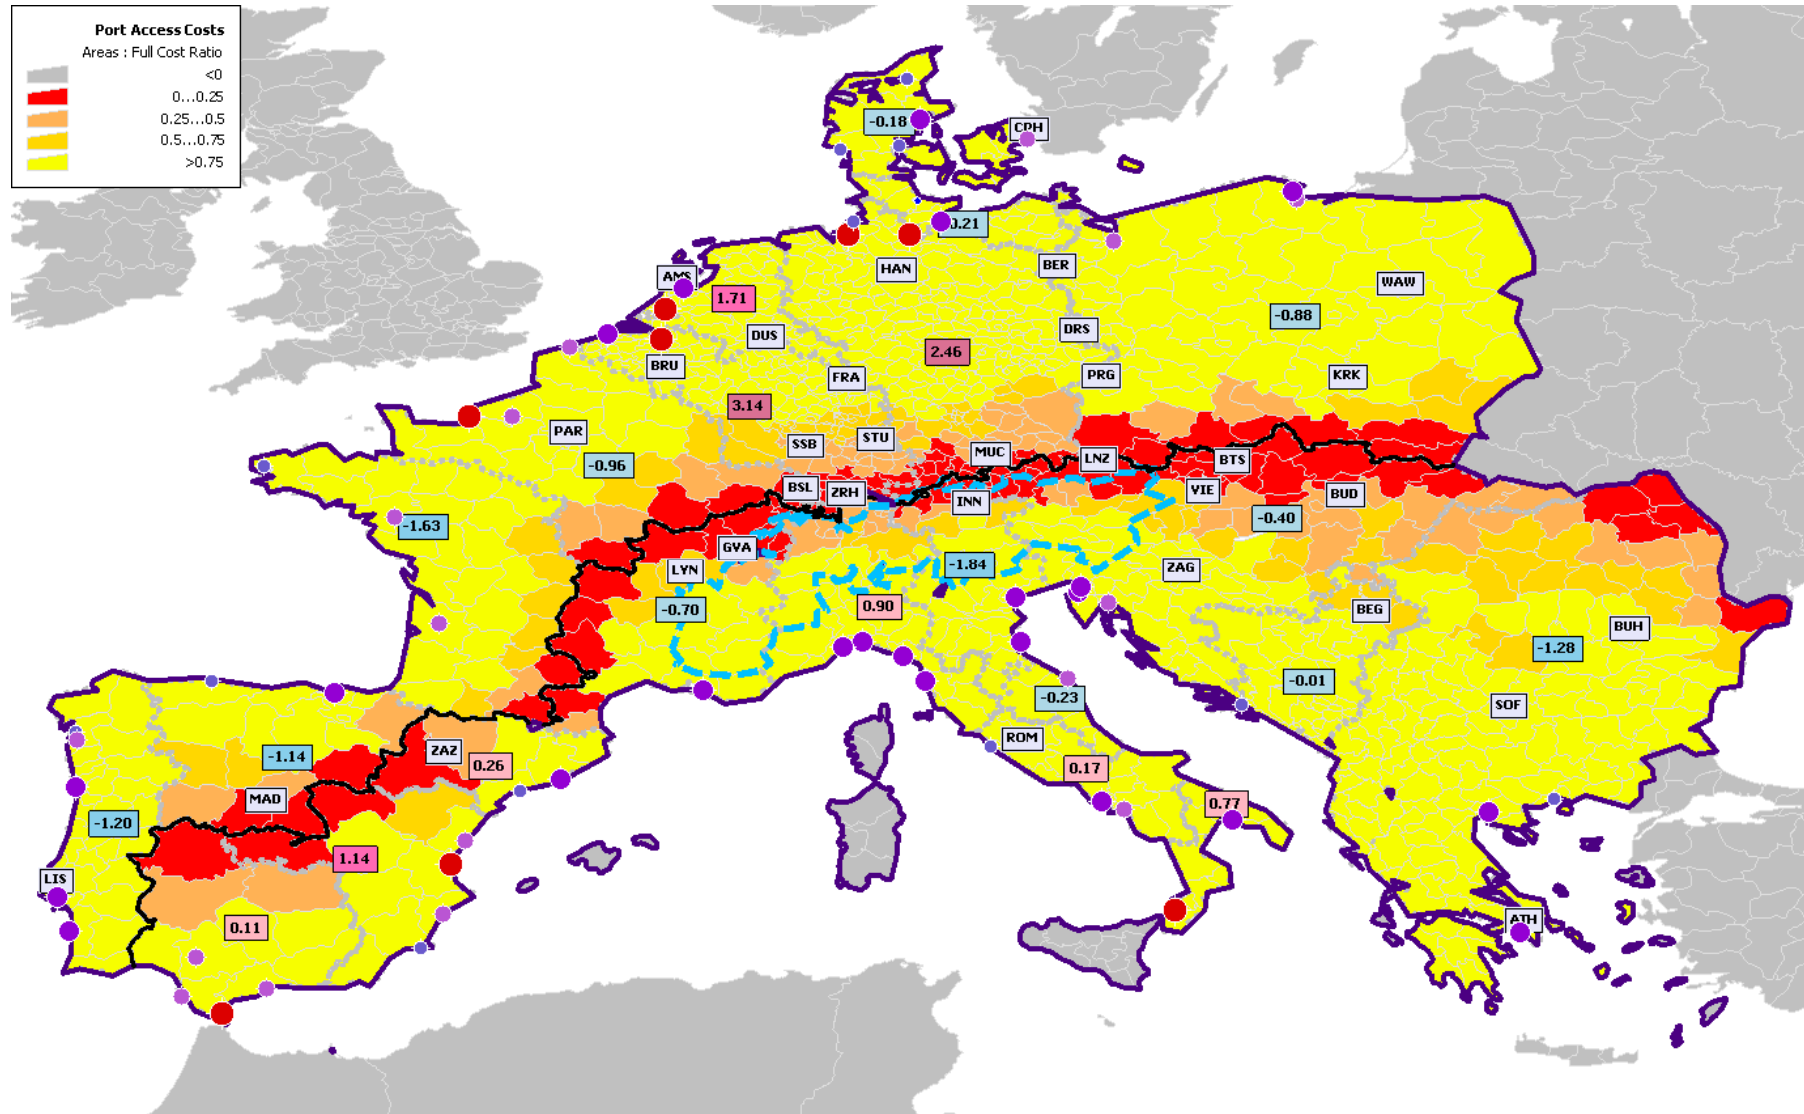 Port Access Costs
Areas : Full Cost Ratio
<0
0...0.25
0.25...0.5
0.5...0.75
>0.75
-0.18
CPH
0.21
HAN
BER
WAW
AMS
1.71
-0.88
DUS
DRS
2.46
BRU
FRA
PRG
KRK
3.14
PAR
SSB
STU
MUC
LNZ
BTS
-0.96
BSL
ZRH
INN
VIE
BUD
-1.63
-0.40
GVA
LYN
-1.84
ZAG
-0.70
0.90
BEG
BUH
-1.28
-0.01
-0.23
SOF
ROM
ZAZ
-1.14
0.26
0.17
MAD
0.77
-1.20
1.14
LIS
0.11
ATH